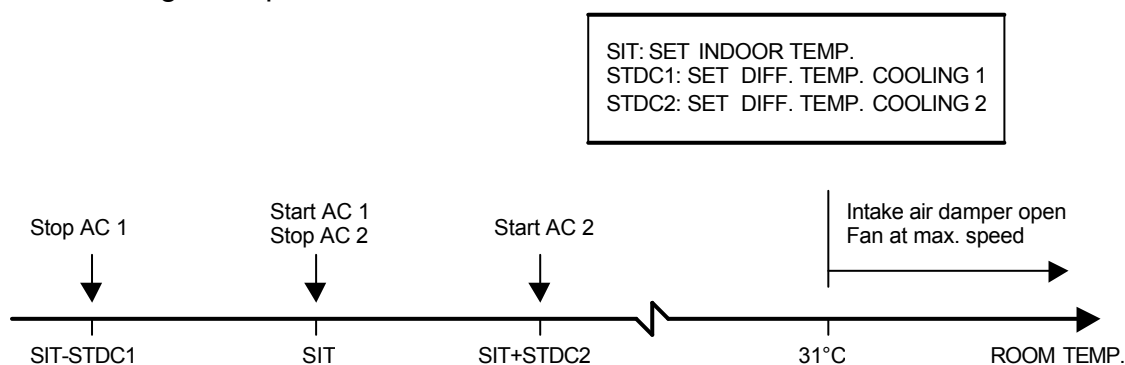 SIT: SET INDOOR TEMP.
STDC1: SET DIFF. TEMP. COOLING 1
STDC2: SET DIFF. TEMP. COOLING 2
Stop AC 1
Start AC 1
Stop AC 2
Start AC 2
Intake air damper open
Fan at max. speed
SIT-STDC1
SIT
SIT+STDC2
31°C
ROOM TEMP.